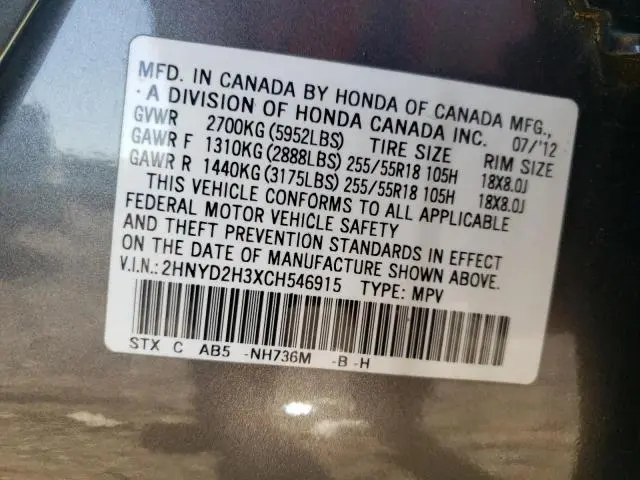 MFD. IN CANADA BY HONDA OF CANADA MFG.,
A DIVISION OF HONDA CANADA INC. 07/'12
GVWR 2700KG (5952LBS) TIRE SIZE RIM SIZE
GAWR F 1310KG (2888LBS) 255/55R18 105H 18X8.0J
GAWR R 1440KG (3175LBS) 255/55R18 105H 18X8.0J
THIS VEHICLE CONFORMS TO ALL APPLICABLE
FEDERAL MOTOR VEHICLE SAFETY
AND THEFT PREVENTION STANDARDS IN EFFECT
ON THE DATE OF MANUFACTURE SHOWN ABOVE.
V.I.N.: 2HNYD2H3XCH546915 TYPE: MPV
STX C AB5 -NH736M -B -H